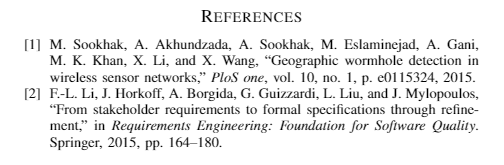 REFERENCES
[1] M. Sookhak, A. Akhundzada, A. Sookhak, M. Eslaminejad, A. Gani,
M. K. Khan, X. Li, and X. Wang, “Geographic wormhole detection in
wireless sensor networks,” PloS one, vol. 10, no. 1, p. e0115324, 2015.
[2] F.-L. Li, J. Horkoff, A. Borgida, G. Guizzardi, L. Liu, and J. Mylopoulos,
“From stakeholder requirements to formal specifications through refine-
ment,” in Requirements Engineering: Foundation for Software Quality.
Springer, 2015, pp. 164–180.